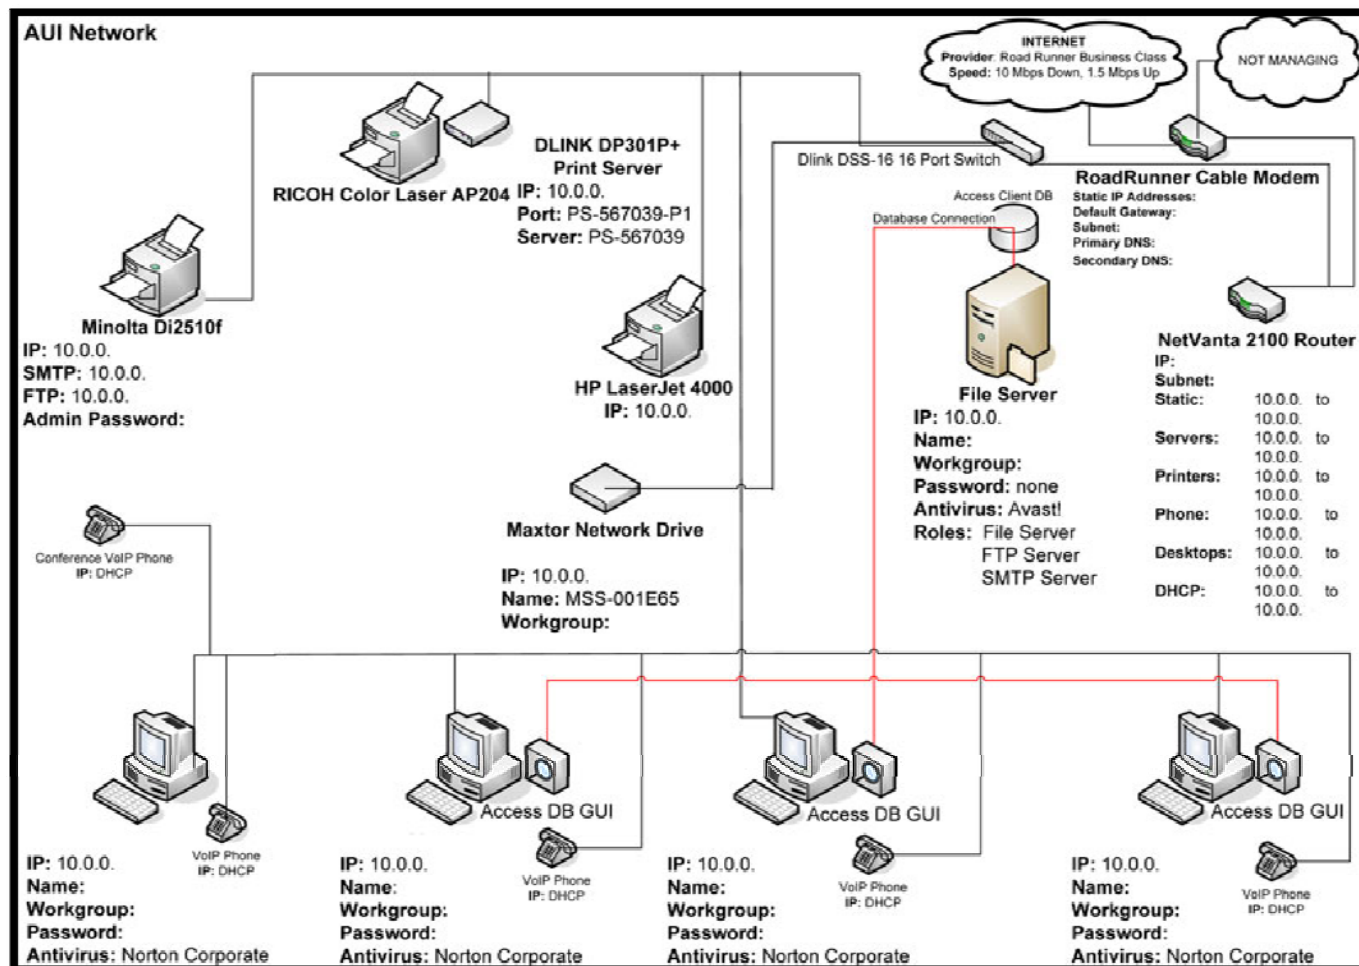 AUI Network
INTERNET
Provider: Road Runner Business Class
Speed: 10 Mbps Down, 1.5 Mbps Up
NOT MANAGING
RICOH Color Laser AP204
DLINK DP301P+
Print Server
IP: 10.0.0.
Port: PS-567039-P1
Server: PS-567039
Dlink DSS-16 16 Port Switch
RoadRunner Cable Modem
Static IP Addresses:
Default Gateway:
Subnet:
Primary DNS:
Secondary DNS:
Access Client DB
Database Connection
Minolta Di2510f
IP: 10.0.0.
SMTP: 10.0.0.
FTP: 10.0.0.
Admin Password:
HP LaserJet 4000
IP: 10.0.0.
File Server
IP: 10.0.0.
Name:
Workgroup:
Password: none
Antivirus: Avast!
Roles: File Server
FTP Server
SMTP Server
NetVanta 2100 Router
IP:
Subnet:
Static: 10.0.0. to
10.0.0.
Servers: 10.0.0. to
10.0.0.
Printers: 10.0.0. to
10.0.0.
Phone: 10.0.0. to
10.0.0.
Desktops: 10.0.0. to
10.0.0.
DHCP: 10.0.0. to
10.0.0.
Maxtor Network Drive
IP: 10.0.0.
Name: MSS-001E65
Workgroup:
Conference VoIP Phone
IP: DHCP
VoIP Phone
IP: DHCP
IP: 10.0.0.
Name:
Workgroup:
Password:
Antivirus: Norton Corporate
Access DB GUI
VoIP Phone
IP: DHCP
IP: 10.0.0.
Name:
Workgroup:
Password:
Antivirus: Norton Corporate
Access DB GUI
VoIP Phone
IP: DHCP
IP: 10.0.0.
Name:
Workgroup:
Password:
Antivirus: Norton Corporate
Access DB GUI
VoIP Phone
IP: DHCP
IP: 10.0.0.
Name:
Workgroup:
Password:
Antivirus: Norton Corporate